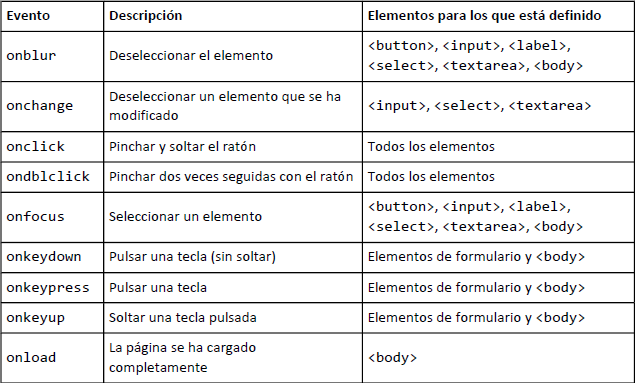 Evento Descripción Elementos para los que está definido
onblur Deseleccionar el elemento <button>, <input>, <label>,
<select>, <textarea>, <body>
onchange Deseleccionar un elemento que se ha
modificado <input>, <select>, <textarea>
onclick Pinchar y soltar el ratón Todos los elementos
ondblclick Pinchar dos veces seguidas con el ratón Todos los elementos
onfocus Seleccionar un elemento <button>, <input>, <label>,
<select>, <textarea>, <body>
onkeydown Pulsar una tecla (sin soltar) Elementos de formulario y <body>
onkeypress Pulsar una tecla Elementos de formulario y <body>
onkeyup Soltar una tecla pulsada Elementos de formulario y <body>
onload La página se ha cargado
completamente <body>